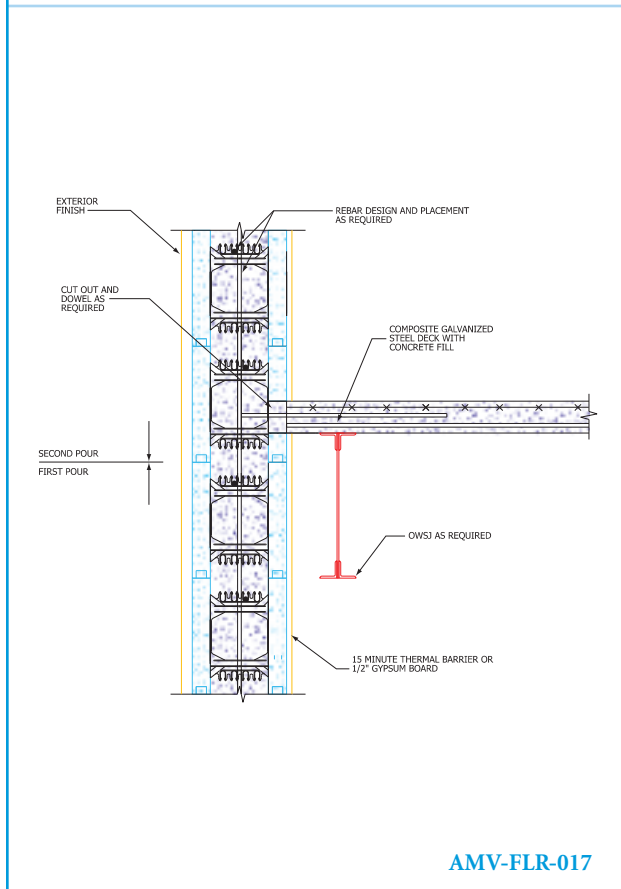 EXTERIOR
FINISH
REBAR DESIGN AND PLACEMENT
AS REQUIRED
CUT OUT AND
DOWEL AS
REQUIRED
COMPOSITE GALVANIZED
STEEL DECK WITH
CONCRETE FILL
SECOND POUR
FIRST POUR
OWSJ AS REQUIRED
15 MINUTE THERMAL BARRIER OR
1/2" GYPSUM BOARD
AMV-FLR-017